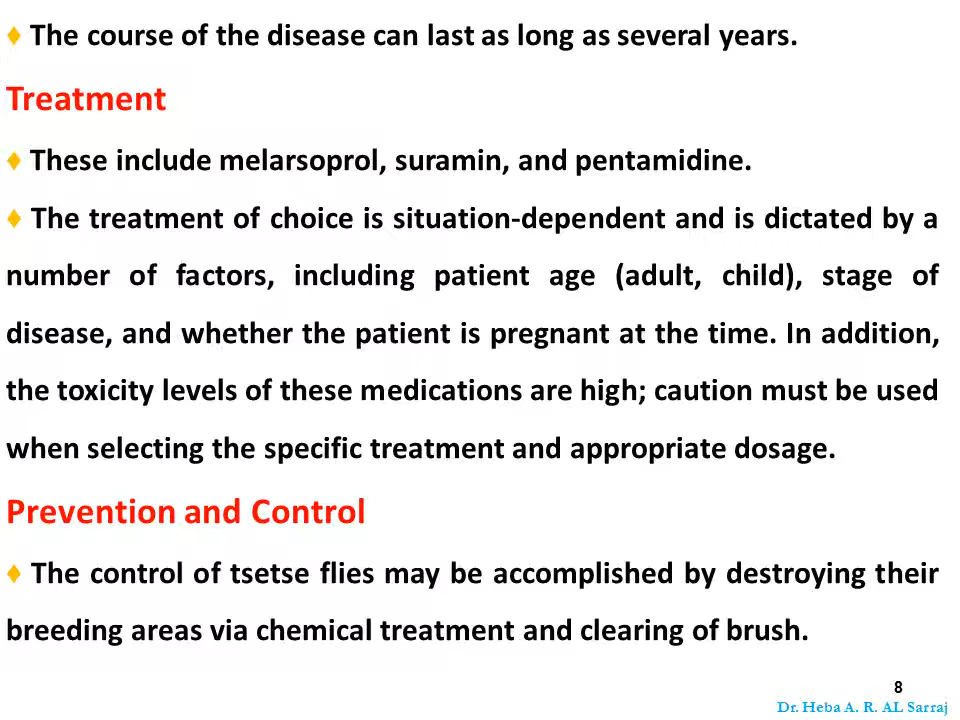 ♦ The course of the disease can last as long as several years.
Treatment
♦ These include melarsoprol, suramin, and pentamidine.
♦ The treatment of choice is situation-dependent and is dictated by a
number of factors, including patient age (adult, child), stage of
disease, and whether the patient is pregnant at the time. In addition,
the toxicity levels of these medications are high; caution must be used
when selecting the specific treatment and appropriate dosage.
Prevention and Control
♦ The control of tsetse flies may be accomplished by destroying their
breeding areas via chemical treatment and clearing of brush.
8
Dr. Heba A. R. AL Sarraj